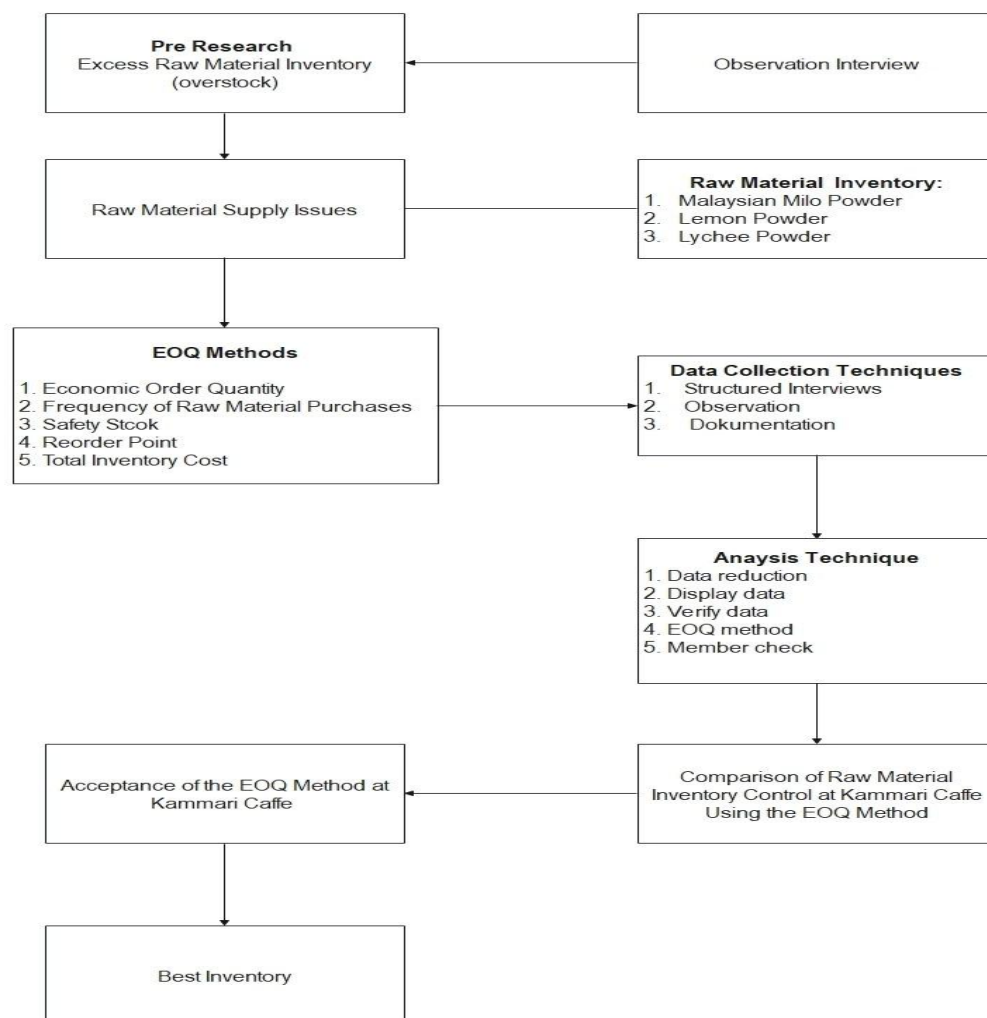 Pre Research
Excess Raw Material Inventory
(overstock)
Observation Interview
Raw Material Supply Issues
Raw Material Inventory:
1. Malaysian Milo Powder
2. Lemon Powder
3. Lychee Powder
EOQ Methods
1. Economic Order Quantity
2. Frequency of Raw Material Purchases
3. Safety Stcok
4. Reorder Point
5. Total Inventory Cost
Data Collection Techniques
1. Structured Interviews
2. Observation
3. Dokumentation
Anaysis Technique
1. Data reduction
2. Display data
3. Verify data
4. EOQ method
5. Member check
Acceptance of the EOQ Method at
Kammari Caffe
Comparison of Raw Material
Inventory Control at Kammari Caffe
Using the EOQ Method
Best Inventory